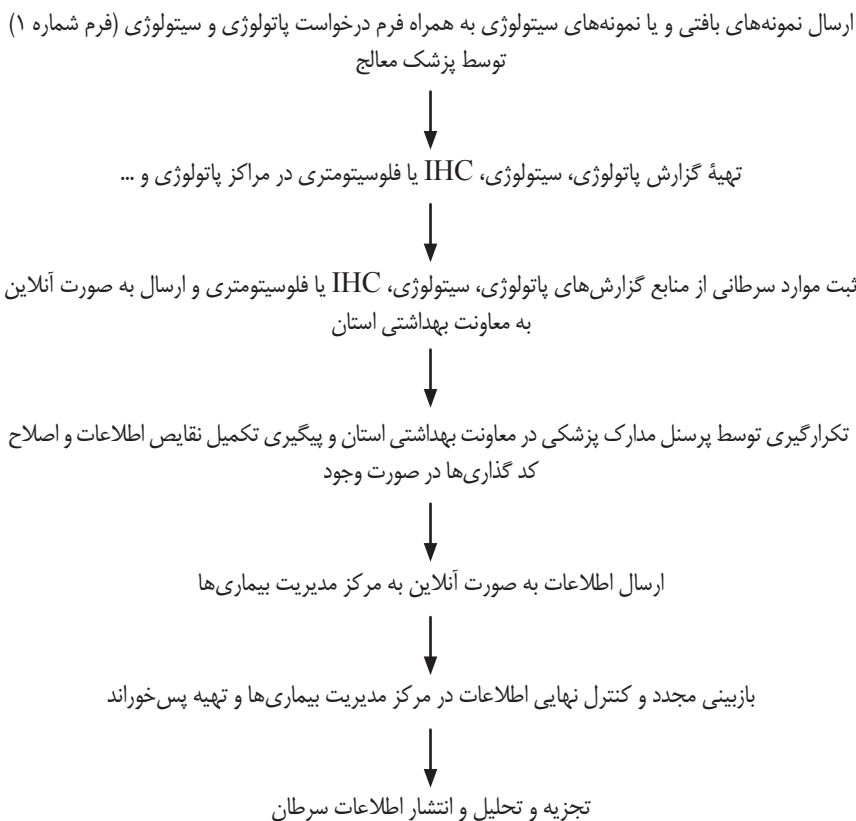 ارسال نمونه‌های بافتی و یا نمونه‌های سیتولوژی به همراه فرم درخواست پاتولوژی و سیتولوژی (فرم شماره ۱)
توسط پزشک معالج
تهیۀ گزارش پاتولوژی، سیتولوژی، IHC یا فلوسیتومتری در مراکز پاتولوژی و ...
ثبت موارد سرطانی از منابع گزارش‌های پاتولوژی، سیتولوژی، IHC یا فلوسیتومتری و ارسال به صورت آنلاین
به معاونت بهداشتی استان
تکرارگیری توسط پرسنل مدارک پزشکی در معاونت بهداشتی استان و پیگیری تکمیل نقایص اطلاعات و اصلاح
کد گذاری‌ها در صورت وجود
ارسال اطلاعات به صورت آنلاین به مرکز مدیریت بیماری‌ها
بازبینی مجدد و کنترل نهایی اطلاعات در مرکز مدیریت بیماری‌ها و تهیه پس‌خوراند
تجزیه و تحلیل و انتشار اطلاعات سرطان